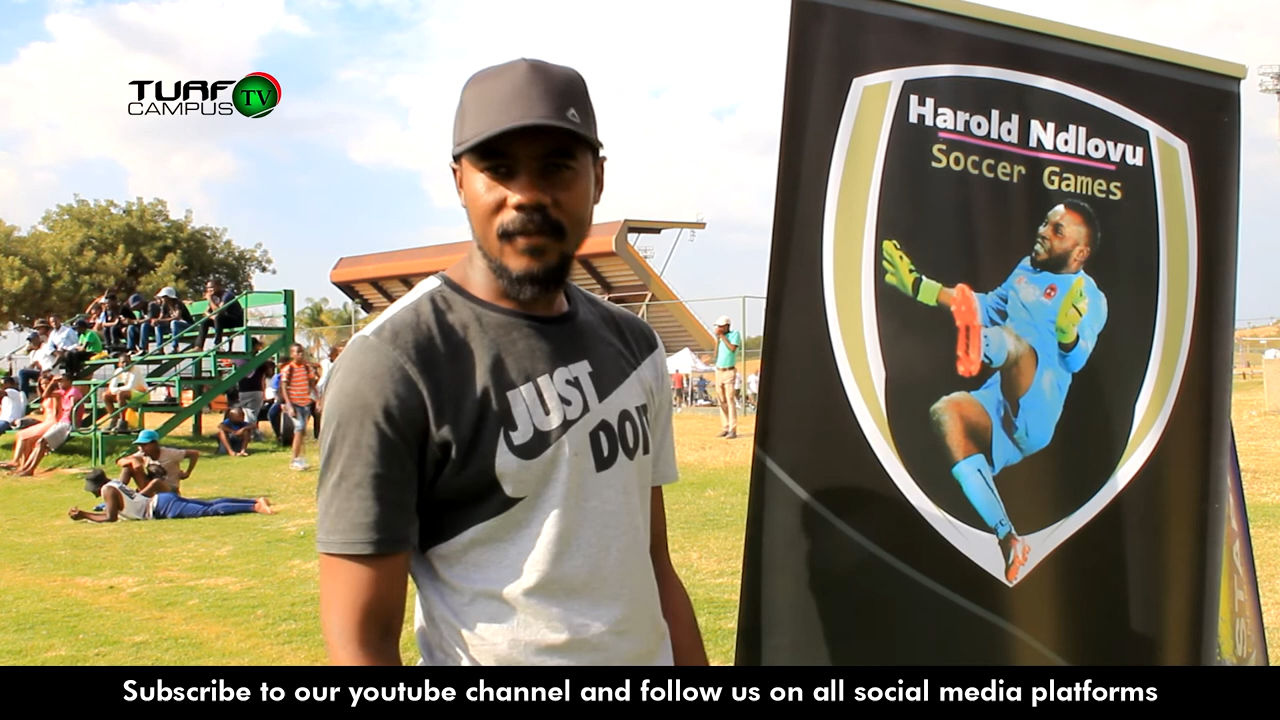 TURF
CAMPUS
TV
Harold Ndlovu
Soccer Games
JUST
DO IT
STA
Subscribe to our youtube channel and follow us on all social media platforms